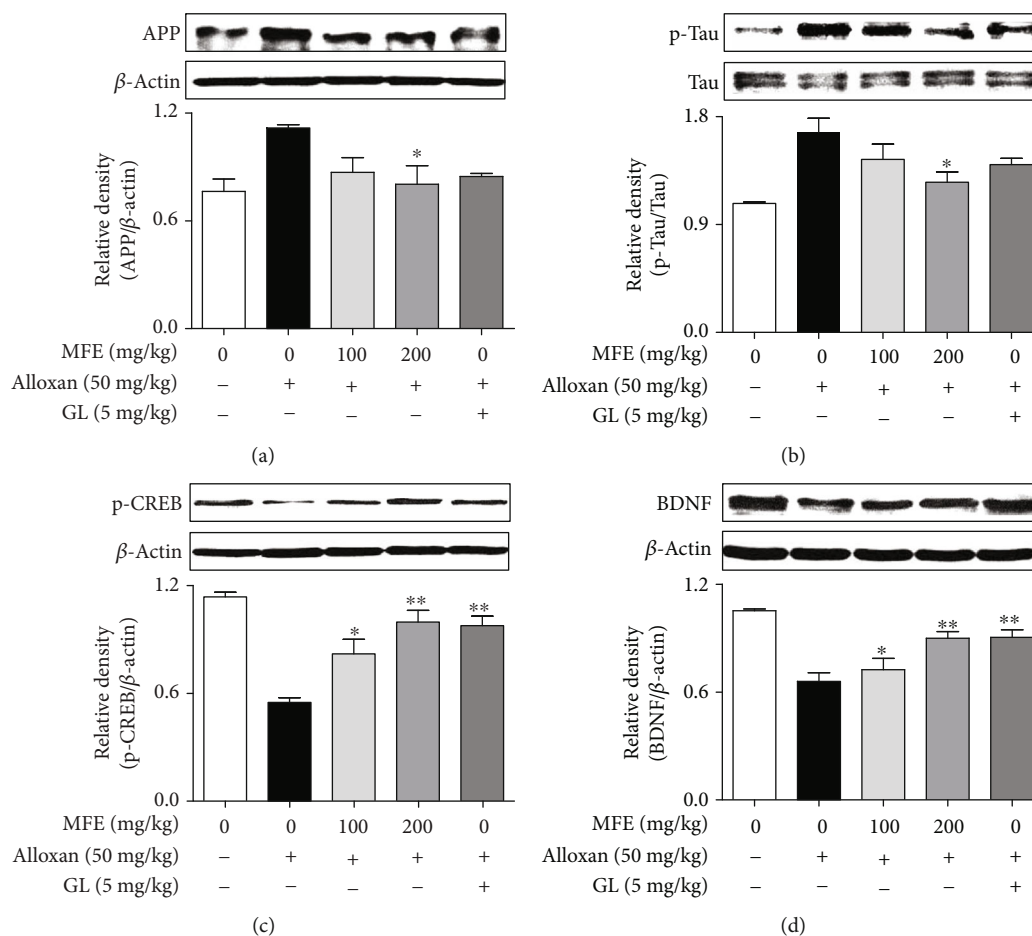 APP
β-Actin
1.2
0.6
0.0
Relative density
(APP/β-actin)
*
MFE (mg/kg) 0 0 100 200 0
Alloxan (50 mg/kg) – + + + +
GL (5 mg/kg) – – – – +
(a)
p-Tau
Tau
1.8
0.9
0.0
Relative density
(p-Tau/Tau)
*
MFE (mg/kg) 0 0 100 200 0
Alloxan (50 mg/kg) – + + + +
GL (5 mg/kg) – – – – +
(b)
p-CREB
β-Actin
1.2
0.6
0.0
Relative density
(p-CREB/β-actin)
* ** **
MFE (mg/kg) 0 0 100 200 0
Alloxan (50 mg/kg) – + + + +
GL (5 mg/kg) – – – – +
(c)
BDNF
β-Actin
1.2
0.6
0.0
Relative density
(BDNF/β-actin)
* ** **
MFE (mg/kg) 0 0 100 200 0
Alloxan (50 mg/kg) – + + + +
GL (5 mg/kg) – – – – +
(d)